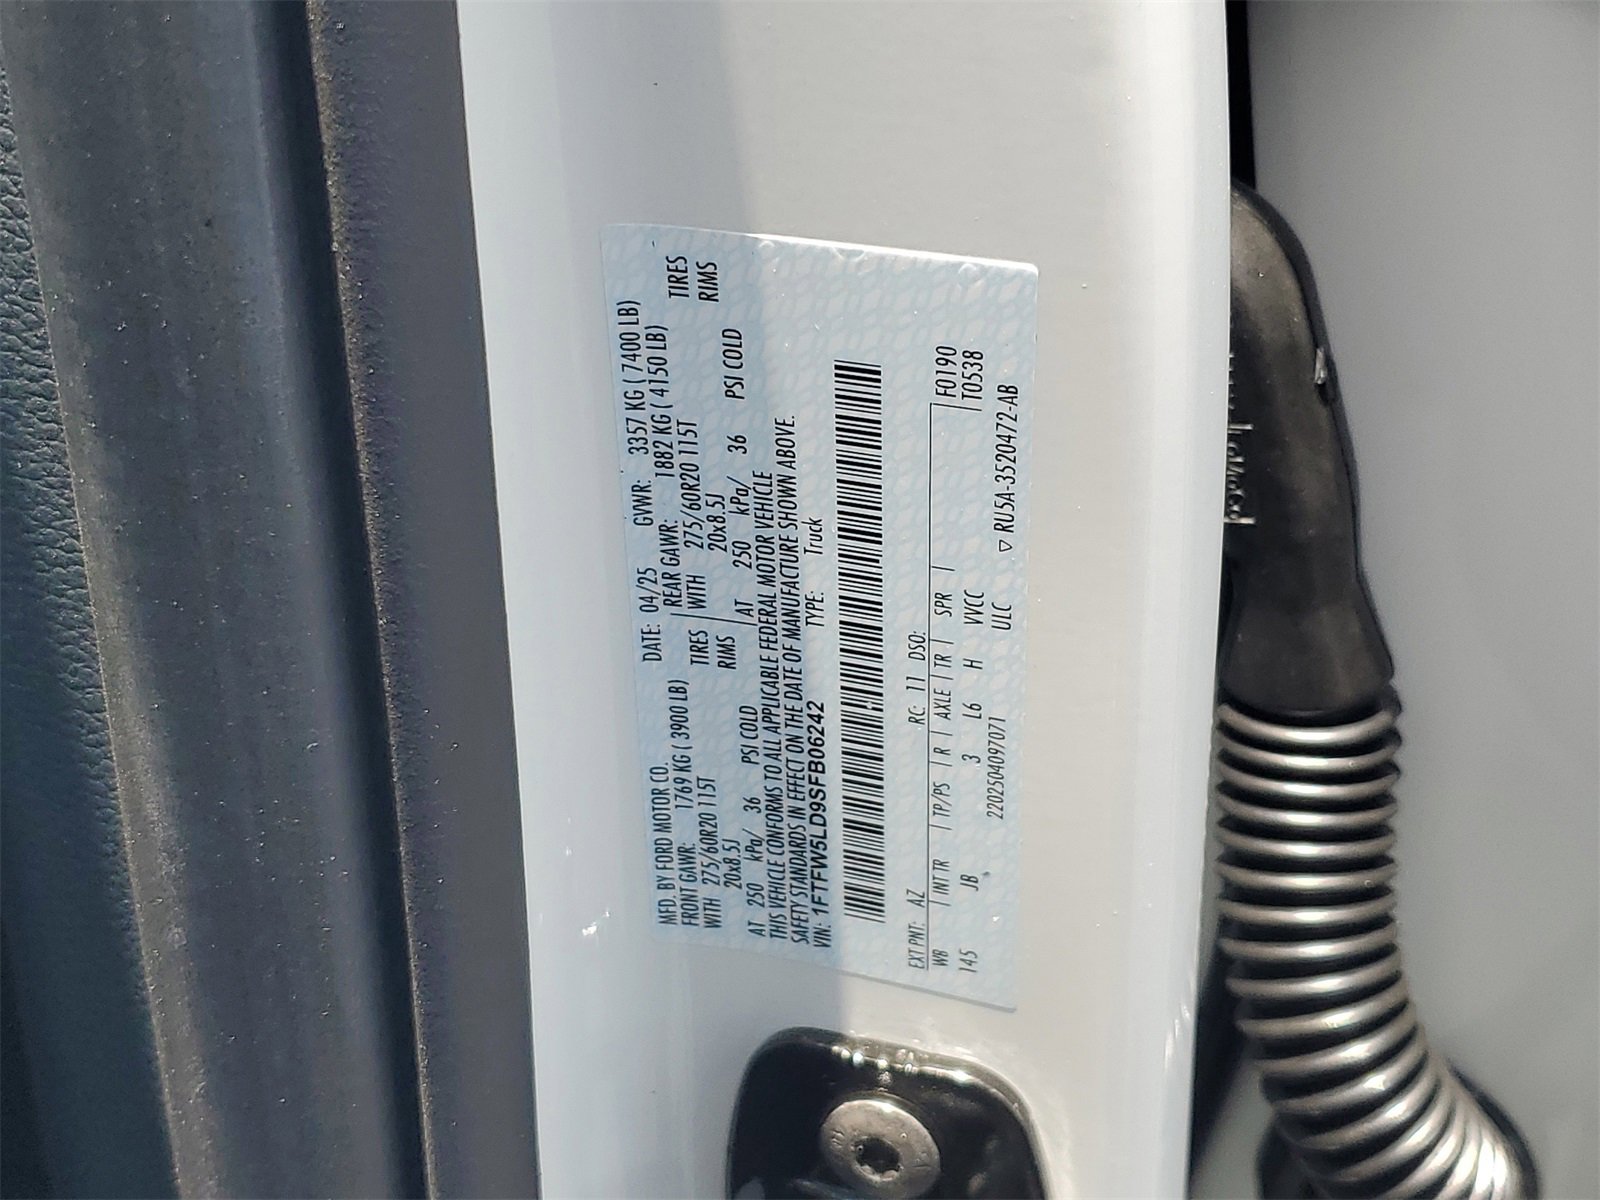 MFD. BY FORD MOTOR CO.
DATE: 04/25 GVWR: 3357 KG ( 7400 LB)
FRONT GAWR: 1769 KG ( 3900 LB)
REAR GAWR: 1882 KG ( 4150 LB)
WITH 275/60R20 115T TIRES
WITH 275/60R20 115T TIRES
20x8.5J RIMS
20x8.5J RIMS
AT 250 kPa/ 36 PSI COLD
AT 250 kPa/ 36 PSI COLD
THIS VEHICLE CONFORMS TO ALL APPLICABLE FEDERAL MOTOR VEHICLE
SAFETY STANDARDS IN EFFECT ON THE DATE OF MANUFACTURE SHOWN ABOVE.
VIN: 1FTFW5LD9SFB06242 TYPE: Truck
EXT PNT: AZ RC: 11 DSO:
WB INT TR TP/PS R AXLE TR SPR F0190
145 JB 3 L6 H VVCC T0538
22025040970​71 ULC
▽ RU5A-3520472-AB